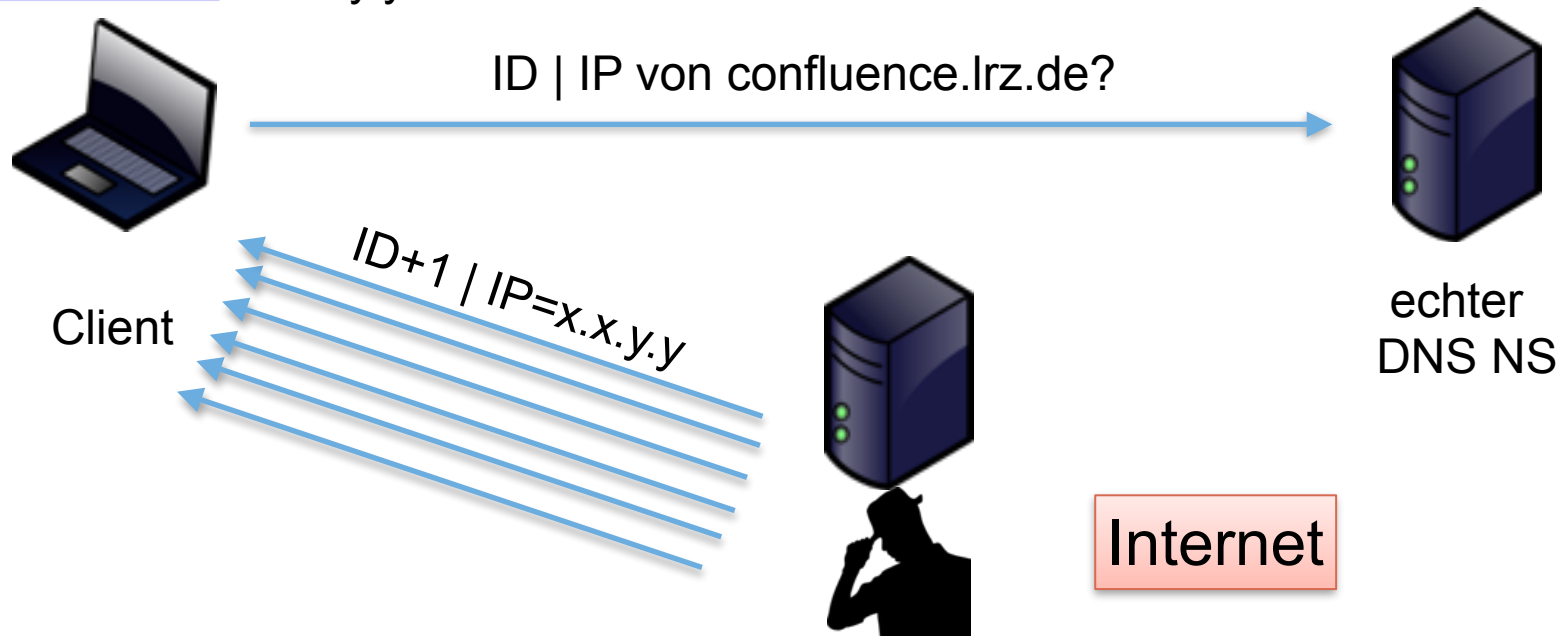 ID | IP von confluence.lrz.de?
ID+1 | IP=x.x.y.y
Client
echter
DNS NS
Internet